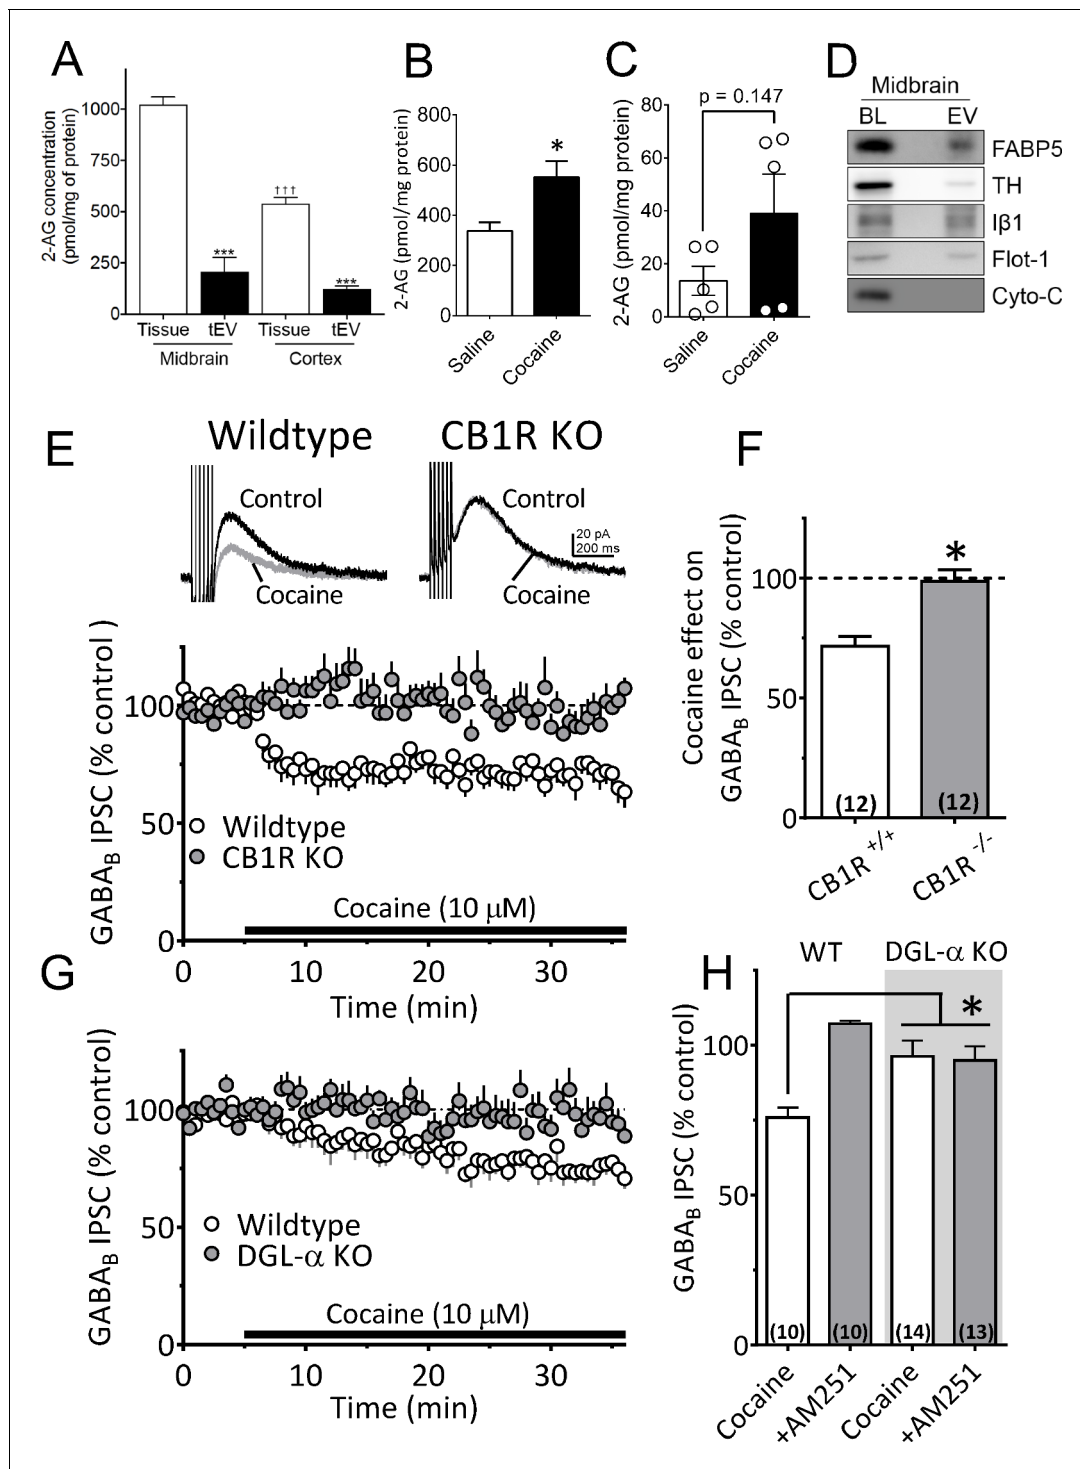 A
2-AG concentration
(pmol/mg of protein)
1000
750
500
250
0
†††
***
***
Tissue tEV Tissue tEV
Midbrain Cortex
B
2-AG (pmol/mg protein)
800
600
400
200
0
*
Saline
Cocaine
C
2-AG (pmol/mg protein)
80
60
40
20
0
p = 0.147
Saline
Cocaine
D
Midbrain
BL EV
FABP5
TH
Iβ1
Flot-1
Cyto-C
E
Wildtype CB1R KO
Control
Cocaine
Control
Cocaine
20 pA
200 ms
GABAB IPSC (% control)
100
50
0
Wildtype
CB1R KO
Cocaine (10 μM)
0 10 20 30
Time (min)
F
Cocaine effect on
GABAB IPSC (% control)
100
50
0
*
(12) (12)
CB1R +/+
CB1R -/-
G
GABAB IPSC (% control)
100
50
0
Wildtype
DGL-α KO
Cocaine (10 μM)
0 10 20 30
Time (min)
H
WT DGL-α KO
GABAB IPSC (% control)
100
50
0
*
(10) (10) (14) (13)
Cocaine
+AM251
Cocaine
+AM251